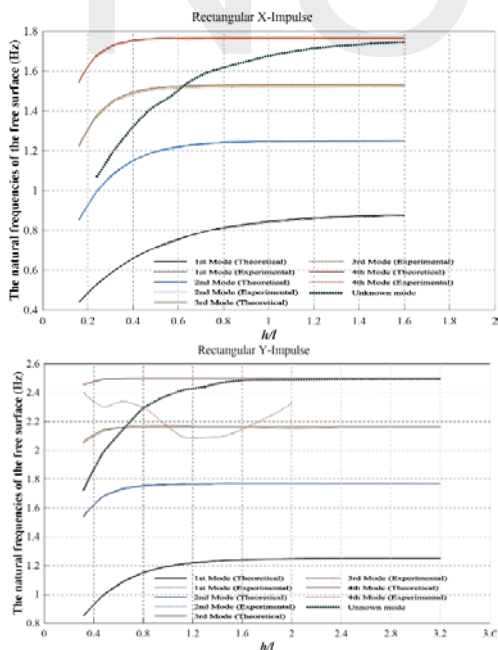 NO
Rectangular X-Impulse
The natural frequencies of the free surface (Hz)
1.8
1.6
1.4
1.2
1
0.8
0.6
0.4
1st Mode (Theoretical)
1st Mode (Experimental)
2nd Mode (Theoretical)
2nd Mode (Experimental)
3rd Mode (Theoretical)
3rd Mode (Experimental)
4th Mode (Theoretical)
4th Mode (Experimental)
Unknown mode
0 0.2 0.4 0.6 0.8 1 1.2 1.4 1.6 1.8 2
h/l
Rectangular Y-Impulse
The natural frequencies of the free surface (Hz)
2.6
2.4
2.2
2
1.8
1.6
1.4
1.2
1
0.8
1st Mode (Theoretical)
1st Mode (Experimental)
2nd Mode (Theoretical)
2nd Mode (Experimental)
3rd Mode (Theoretical)
3rd Mode (Experimental)
4th Mode (Theoretical)
4th Mode (Experimental)
Unnown mode
0 0.4 0.8 1.2 1.6 2 2.4 2.8 3.2 3.6
h/l